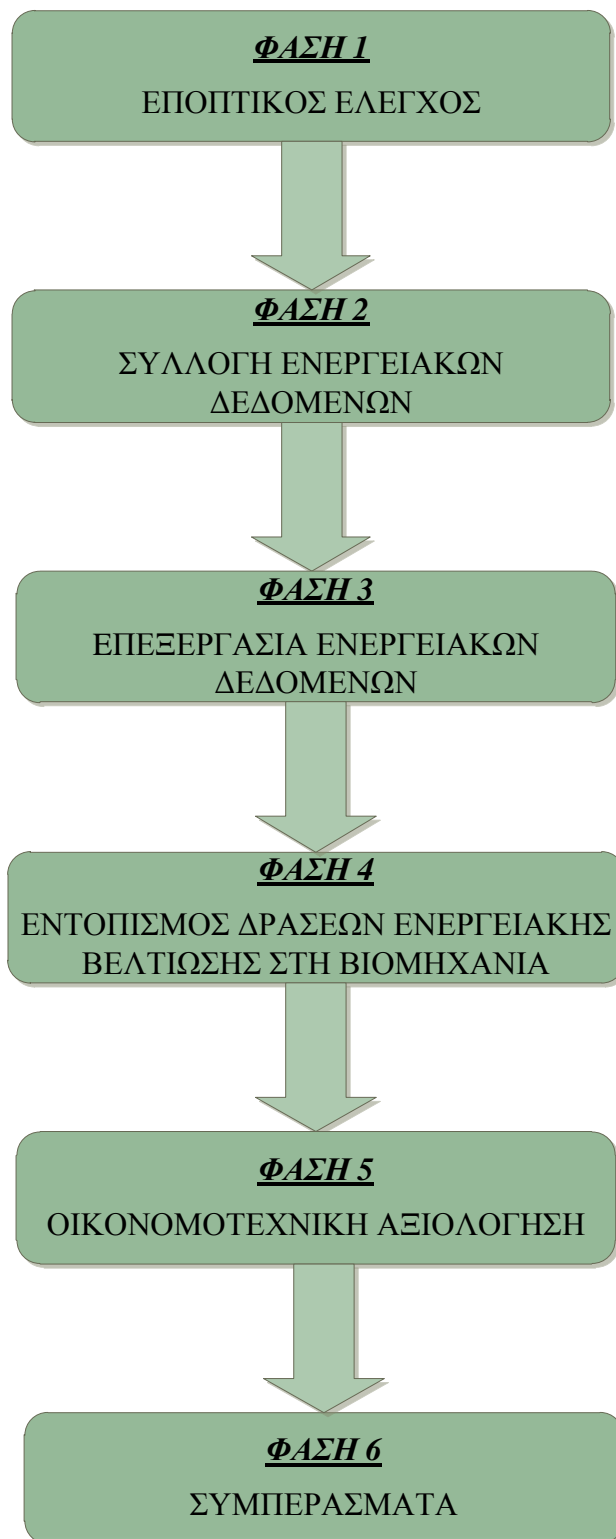 ΦΑΣΗ 1
ΕΠΟΠΤΙΚΟΣ ΕΛΕΓΧΟΣ
ΦΑΣΗ 2
ΣΥΛΛΟΓΗ ΕΝΕΡΓΕΙΑΚΩΝ
ΔΕΔΟΜΕΝΩΝ
ΦΑΣΗ 3
ΕΠΕΞΕΡΓΑΣΙΑ ΕΝΕΡΓΕΙΑΚΩΝ
ΔΕΔΟΜΕΝΩΝ
ΦΑΣΗ 4
ΕΝΤΟΠΙΣΜΟΣ ΔΡΑΣΕΩΝ ΕΝΕΡΓΕΙΑΚΗΣ
ΒΕΛΤΙΩΣΗΣ ΣΤΗ ΒΙΟΜΗΧΑΝΙΑ
ΦΑΣΗ 5
ΟΙΚΟΝΟΜΟΤΕΧΝΙΚΗ ΑΞΙΟΛΟΓΗΣΗ
ΦΑΣΗ 6
ΣΥΜΠΕΡΑΣΜΑΤΑ